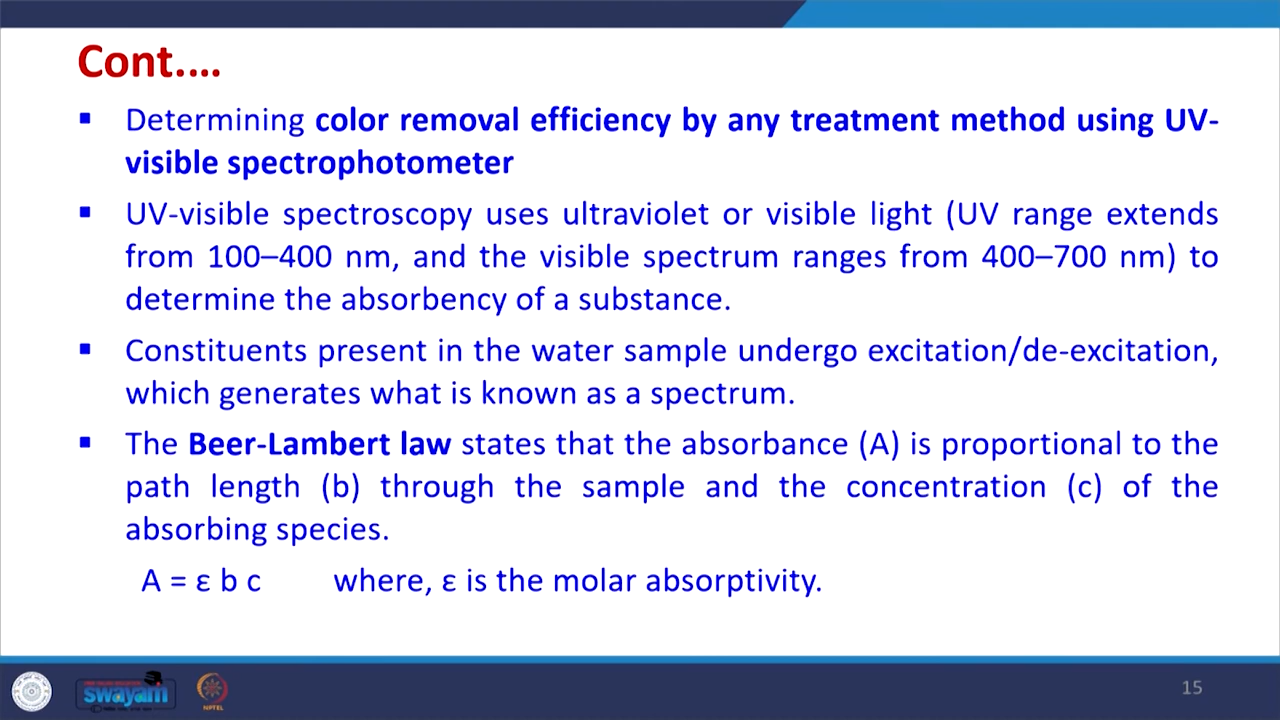 Cont.…
▪ Determining color removal efficiency by any treatment method using UV-
visible spectrophotometer
▪ UV-visible spectroscopy uses ultraviolet or visible light (UV range extends
from 100–400 nm, and the visible spectrum ranges from 400–700 nm) to
determine the absorbency of a substance.
▪ Constituents present in the water sample undergo excitation/de-excitation,
which generates what is known as a spectrum.
▪ The Beer-Lambert law states that the absorbance (A) is proportional to the
path length (b) through the sample and the concentration (c) of the
absorbing species.
A = ε b c where, ε is the molar absorptivity.
swayam
NPTEL
15